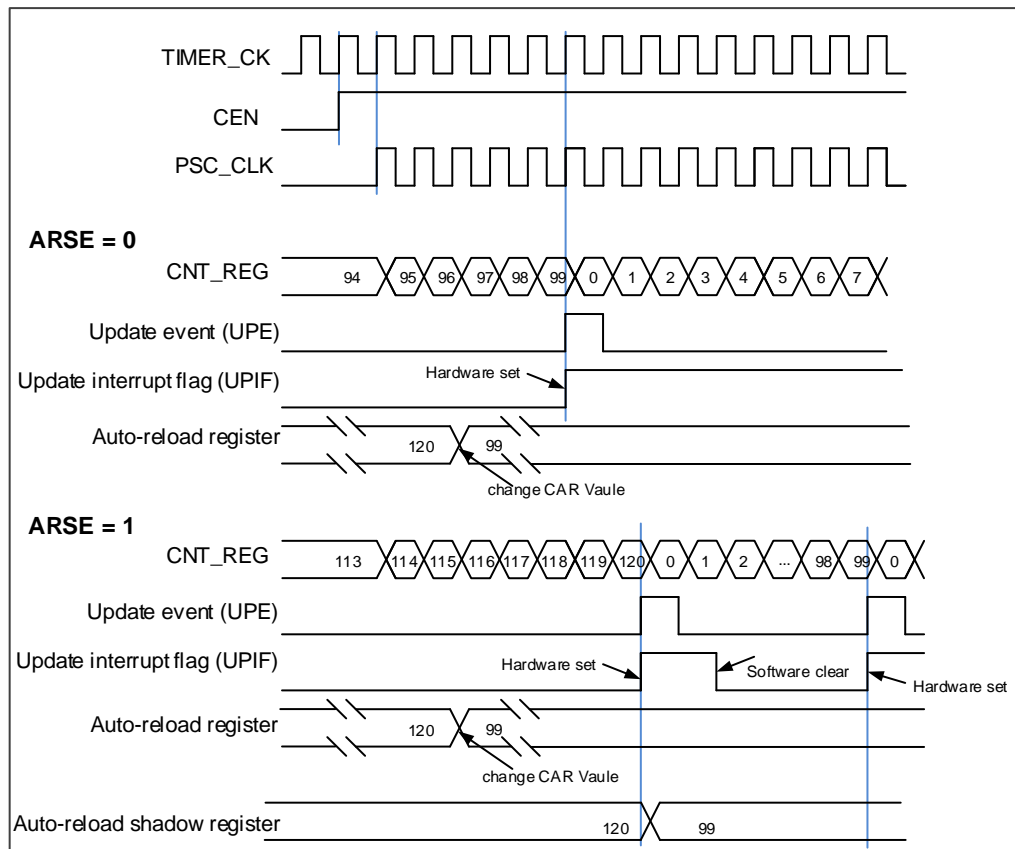 TIMER_CK
CEN
PSC_CLK
ARSE = 0
CNT_REG 94 95 96 97 98 99 0 1 2 3 4 5 6 7
Update event (UPE)
Update interrupt flag (UPIF) Hardware set
Auto-reload register 120 99
change CAR Vaule
ARSE = 1
CNT_REG 113 114 115 116 117 118 119 120 0 1 2 ... 98 99 0
Update event (UPE)
Update interrupt flag (UPIF) Hardware set Software clear Hardware set
Auto-reload register 120 99
change CAR Vaule
Auto-reload shadow register 120 99